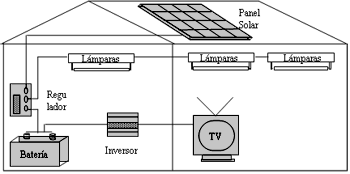 Panel
Solar
Lámparas
Lámparas
Lámparas
Regu
lador
Batería
Inversor
TV